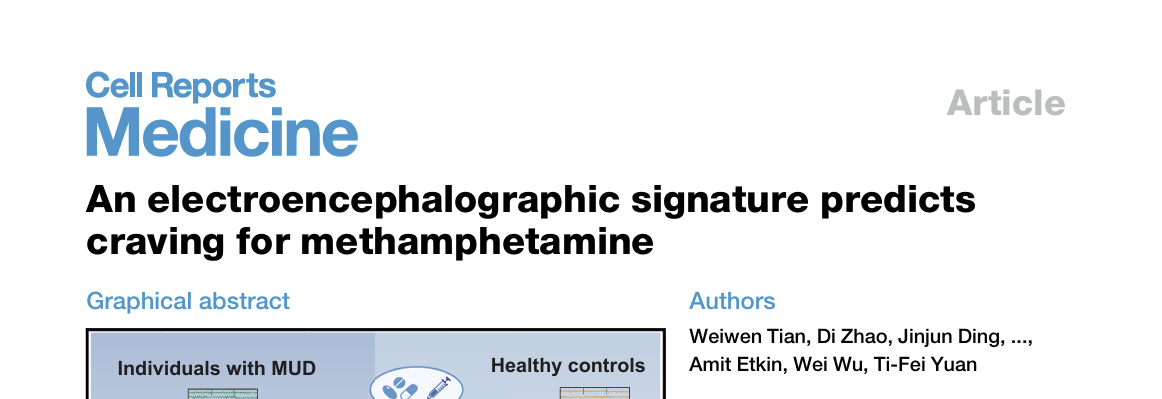 Cell Reports
Medicine
Article
An electroencephalographic signature predicts
craving for methamphetamine
Graphical abstract
Authors
Weiwen Tian, Di Zhao, Jinjun Ding, ...,
Amit Etkin, Wei Wu, Ti-Fei Yuan
Individuals with MUD
Healthy controls